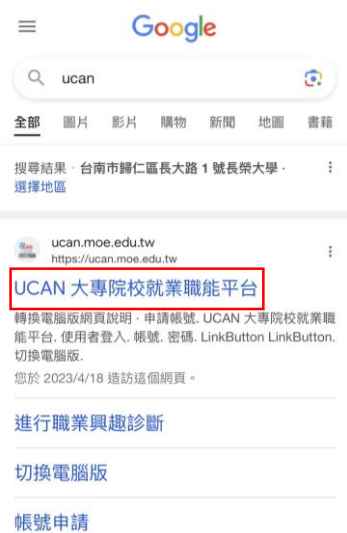 Google
ucan
全部 圖片 影片 購物 新聞 地圖 書籍
搜尋結果 · 台南市歸仁區長大路 1 號長榮大學 ·
選擇地區
ucan.moe.edu.tw
https://ucan.moe.edu.tw
UCAN 大專院校就業職能平台
轉換電腦版網頁說明 · 申請帳號. UCAN 大專院校就業職
能平台. 使用者登入. 帳號. 密碼. LinkButton LinkButton.
切換電腦版.
您於 2023/4/18 造訪這個網頁。
進行職業興趣診斷
切換電腦版
帳號申請